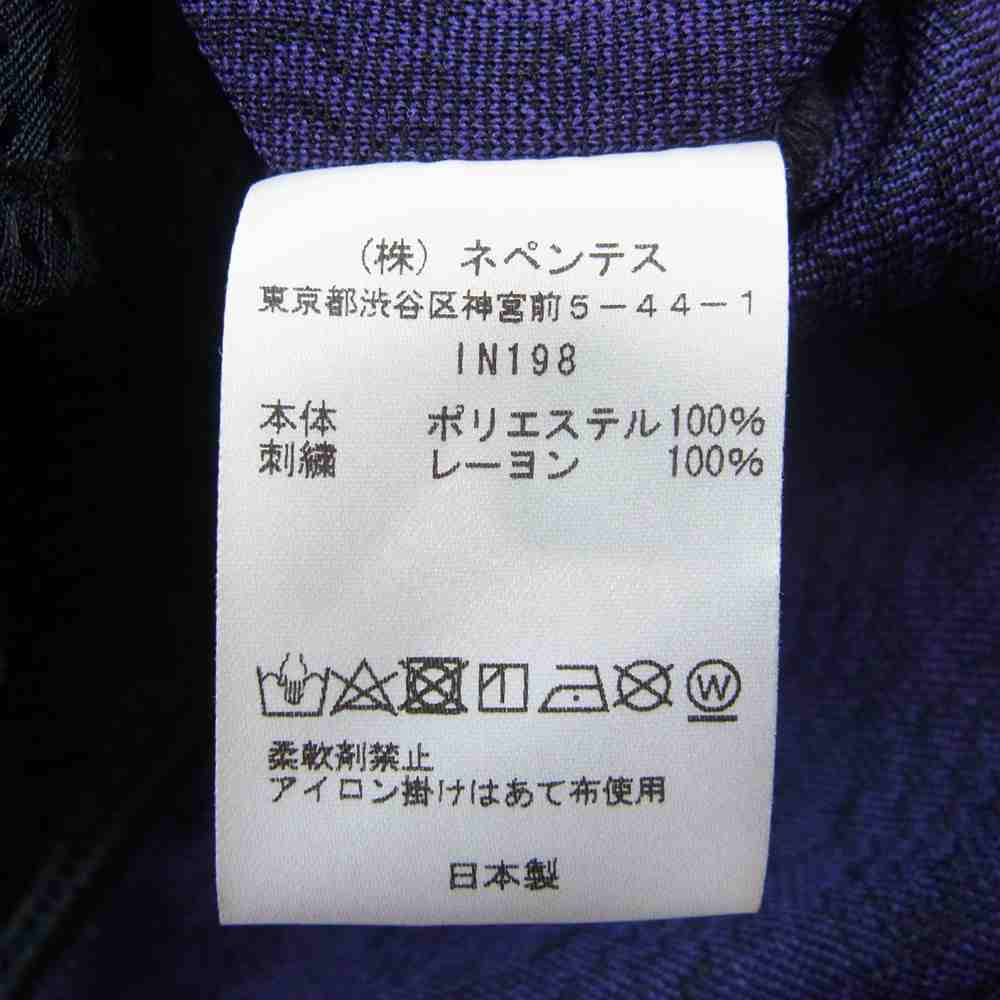 （株）ネペンテス
東京都渋谷区神宮前５－４４－１
IN198
本体 ポリエステル100%
刺繍 レーヨン 100%
W
柔軟剤禁止
アイロン掛けはあて布使用
日本製